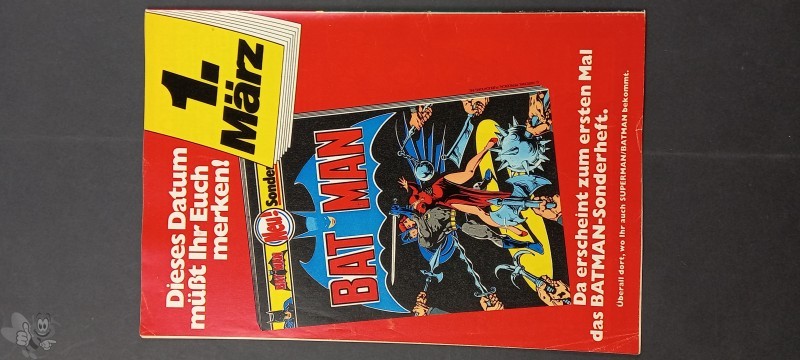 Dieses Datum
müßt Ihr Euch
merken!
1.
März
Neu!
Sonder
BATMAN
Da erscheint zum ersten Mal
das BATMAN-Sonderheft.
Überall dort, wo Ihr auch SUPERMAN/BATMAN bekommt.